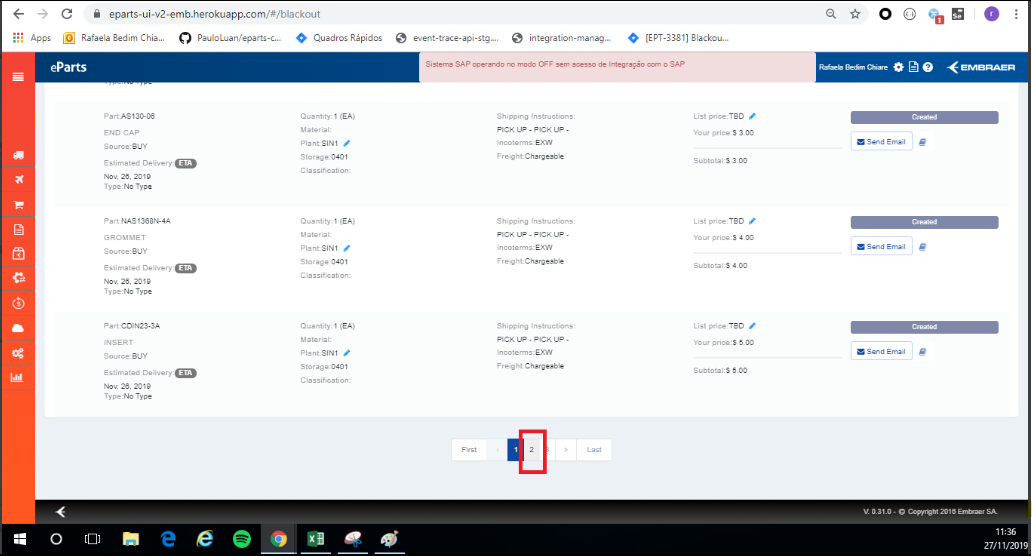 eparts-ui-v2-emb.herokuapp.com/#/blackout
1
Se
r
Apps
Rafaela Bedim Chia...
PauloLuan/eparts-c...
Quadros Rápidos
event-trace-api-stg....
integration-manag...
[EPT-3381] Blackou...
eParts
Sistema SAP operando no modo OFF sem acesso de Integração com o SAP
Rafaela Bedim Chiare
EMBRAER
Type:No Type
Part:AS130-06
END CAP
Source:BUY
Estimated Delivery: ETA
Nov, 26, 2019
Type:No Type
Quantity:1 (EA)
Material:
Plant:SIN1
Storage:0401
Classification:
Shipping Instructions:
PICK UP - PICK UP -
Incoterms:EXW
Freight:Chargeable
List price:TBD
Your price:$ 3.00
Subtotal:$ 3.00
Created
Send Email
Part:NAS1368N-4A
GROMMET
Source:BUY
Estimated Delivery: ETA
Nov, 26, 2019
Type:No Type
Quantity:1 (EA)
Material:
Plant:SIN1
Storage:0401
Classification:
Shipping Instructions:
PICK UP - PICK UP -
Incoterms:EXW
Freight:Chargeable
List price:TBD
Your price:$ 4.00
Subtotal:$ 4.00
Created
Send Email
Part:CDIN23-3A
INSERT
Source:BUY
Estimated Delivery: ETA
Nov, 26, 2019
Type:No Type
Quantity:1 (EA)
Material:
Plant:SIN1
Storage:0401
Classification:
Shipping Instructions:
PICK UP - PICK UP -
Incoterms:EXW
Freight:Chargeable
List price:TBD
Your price:$ 5.00
Subtotal:$ 5.00
Created
Send Email
First ‹ 1 2 3 › Last
V. 0.31.0 - © Copyright 2016 Embraer SA.
11:36
27/11/2019